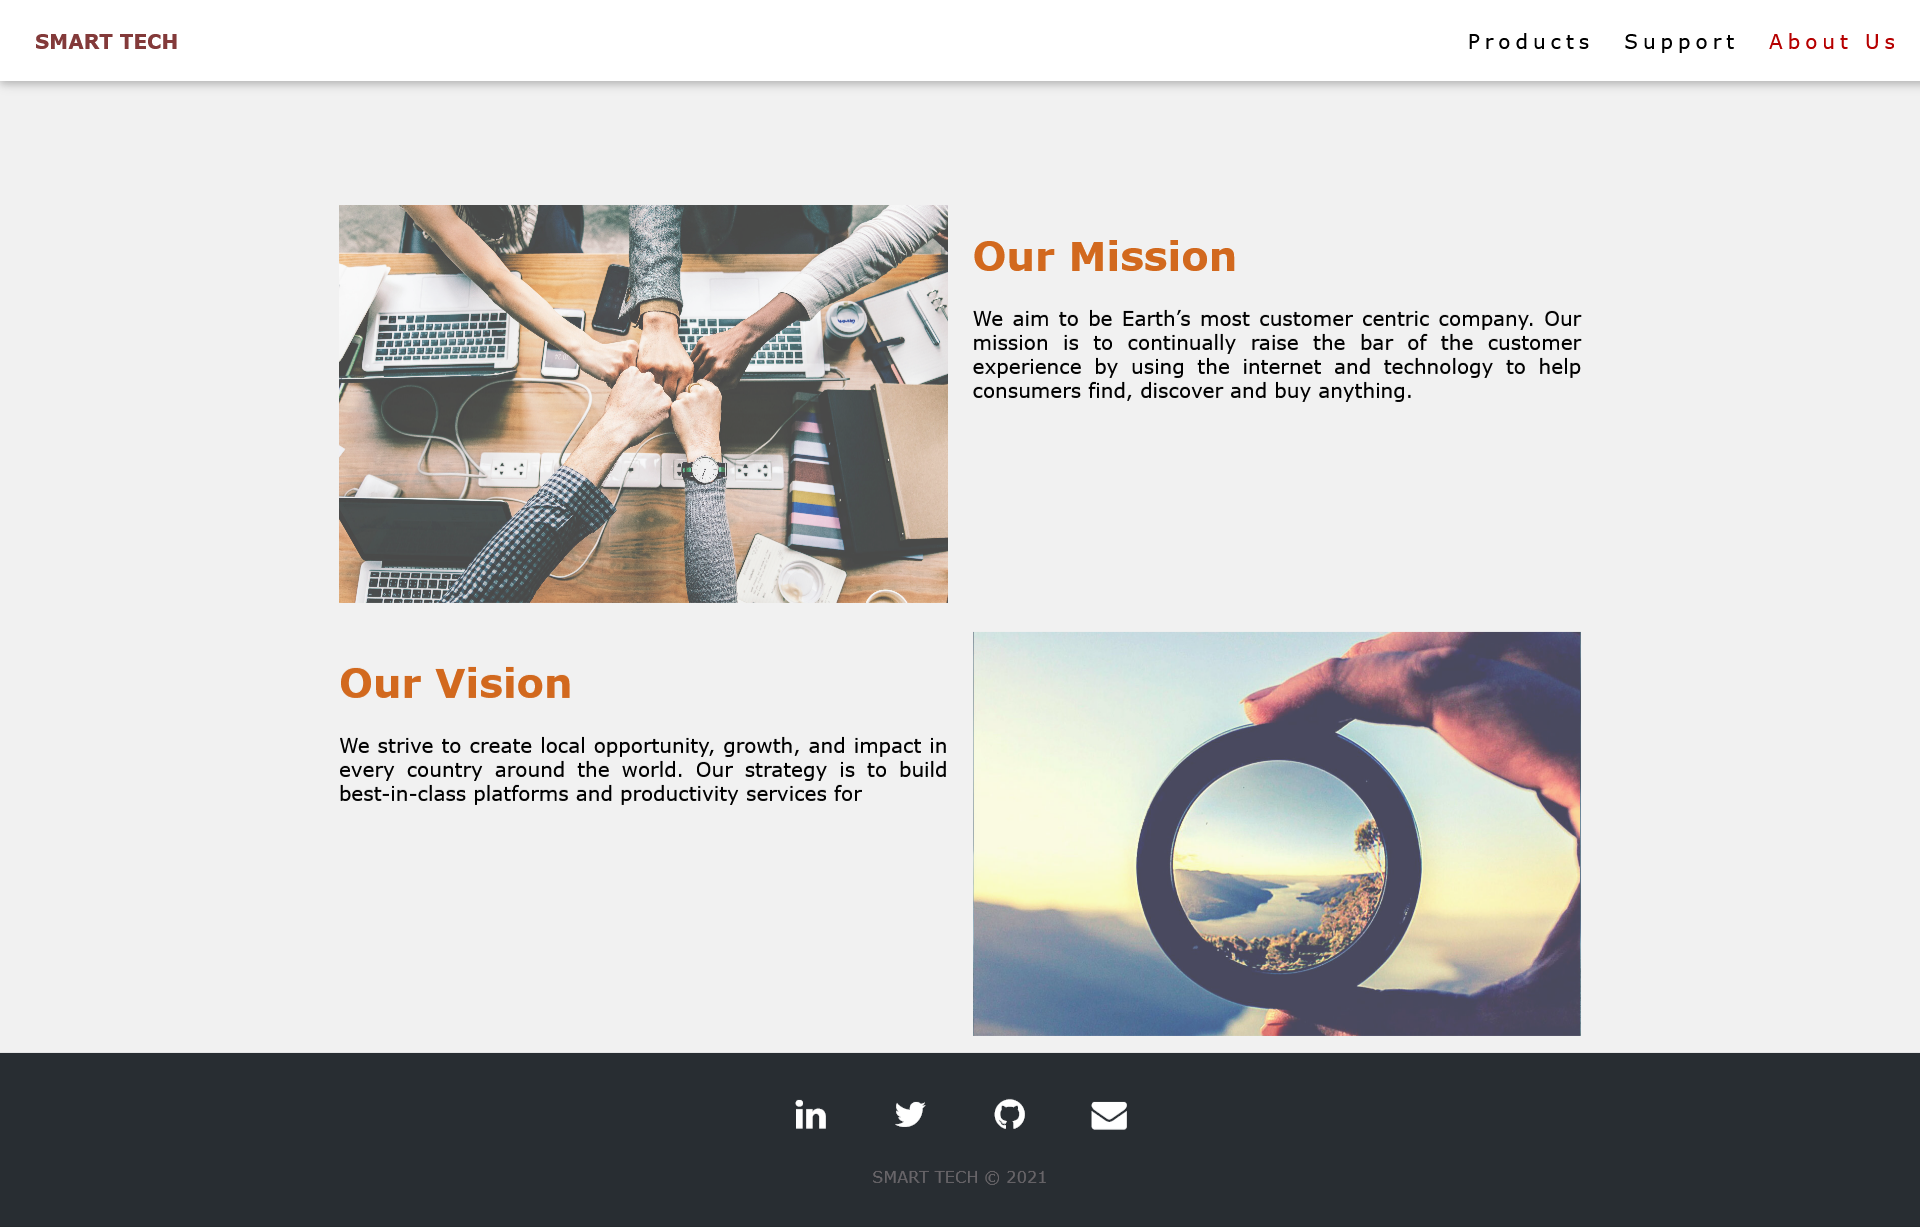 SMART TECH
Products Support About Us
Our Mission
We aim to be Earth’s most customer centric company. Our
mission is to continually raise the bar of the customer
experience by using the internet and technology to help
consumers find, discover and buy anything.
Our Vision
We strive to create local opportunity, growth, and impact in
every country around the world. Our strategy is to build
best-in-class platforms and productivity services for
SMART TECH © 2021